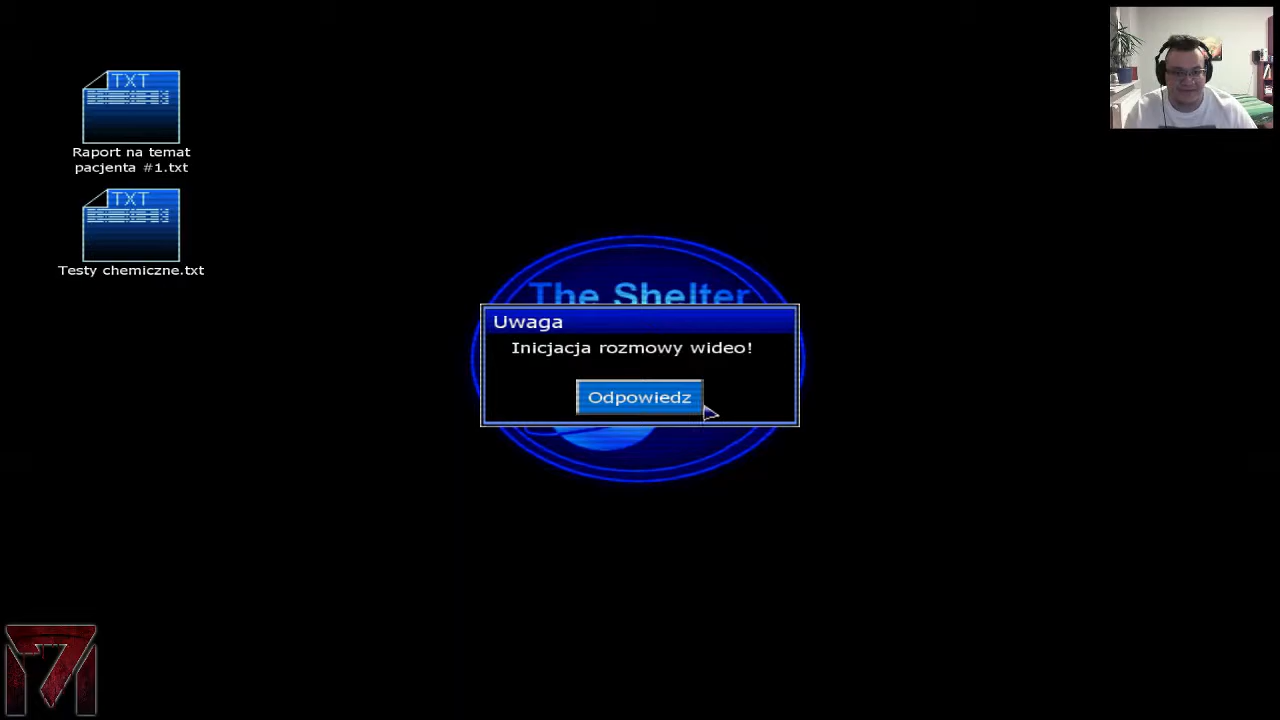 TXT
Raport na temat
pacjenta #1.txt
TXT
Testy chemiczne.txt
The Shelter
Uwaga
Inicjacja rozmowy wideo!
Odpowiedz